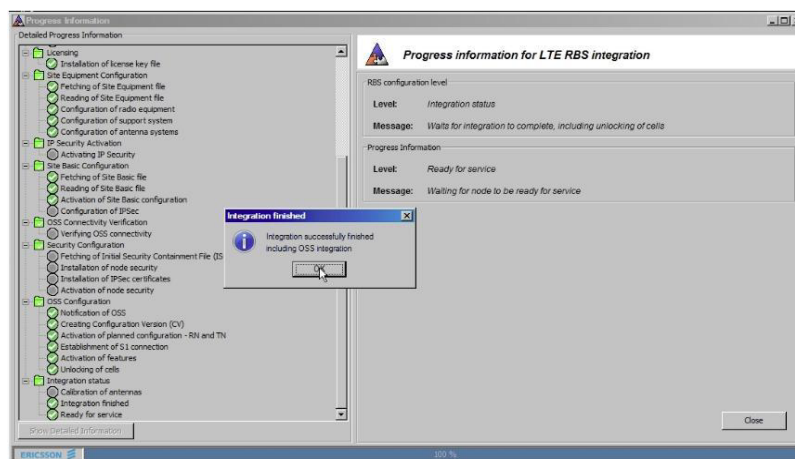 Progress Information
Detailed Progress Information
Licensing
Installation of license key file
Site Equipment Configuration
Fetching of Site Equipment file
Reading of Site Equipment file
Configuration of radio equipment
Configuration of support system
Configuration of antenna systems
IP Security Activation
Activating IP Security
Site Basic Configuration
Fetching of Site Basic file
Reading of Site Basic file
Activation of Site Basic configuration
Configuration of IPSec
OSS Connectivity Verification
Verifying OSS connectivity
Security Configuration
Fetching of Initial Security Containment File (IS
Installation of node security
Installation of IPSec certificates
Activation of node security
OSS Configuration
Notification of OSS
Creating Configuration Version (CV)
Activation of planned configuration - RN and TN
Establishment of S1 connection
Activation of features
Unlocking of cells
Integration status
Calibration of antennas
Integration finished
Ready for service
Show Detailed Information
Progress information for LTE RBS integration
RBS configuration level
Level: Integration status
Message: Waits for integration to complete, including unlocking of cells
Progress Information
Level: Ready for service
Message: Waiting for node to be ready for service
Integration finished
Integration successfully finished
including OSS integration
OK
Close
ERICSSON
100 %